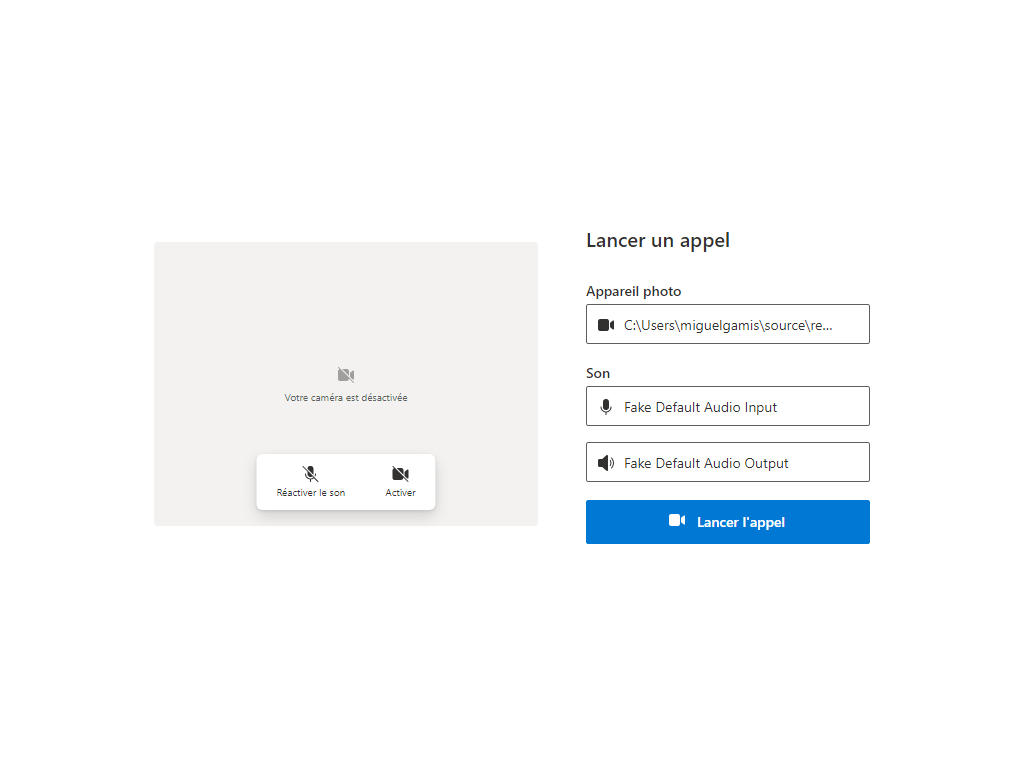 Lancer un appel
Appareil photo
C:\Users\miguelgamis\source\re...
Son
Fake Default Audio Input
Fake Default Audio Output
Lancer l'appel
Votre caméra est désactivée
Réactiver le son
Activer